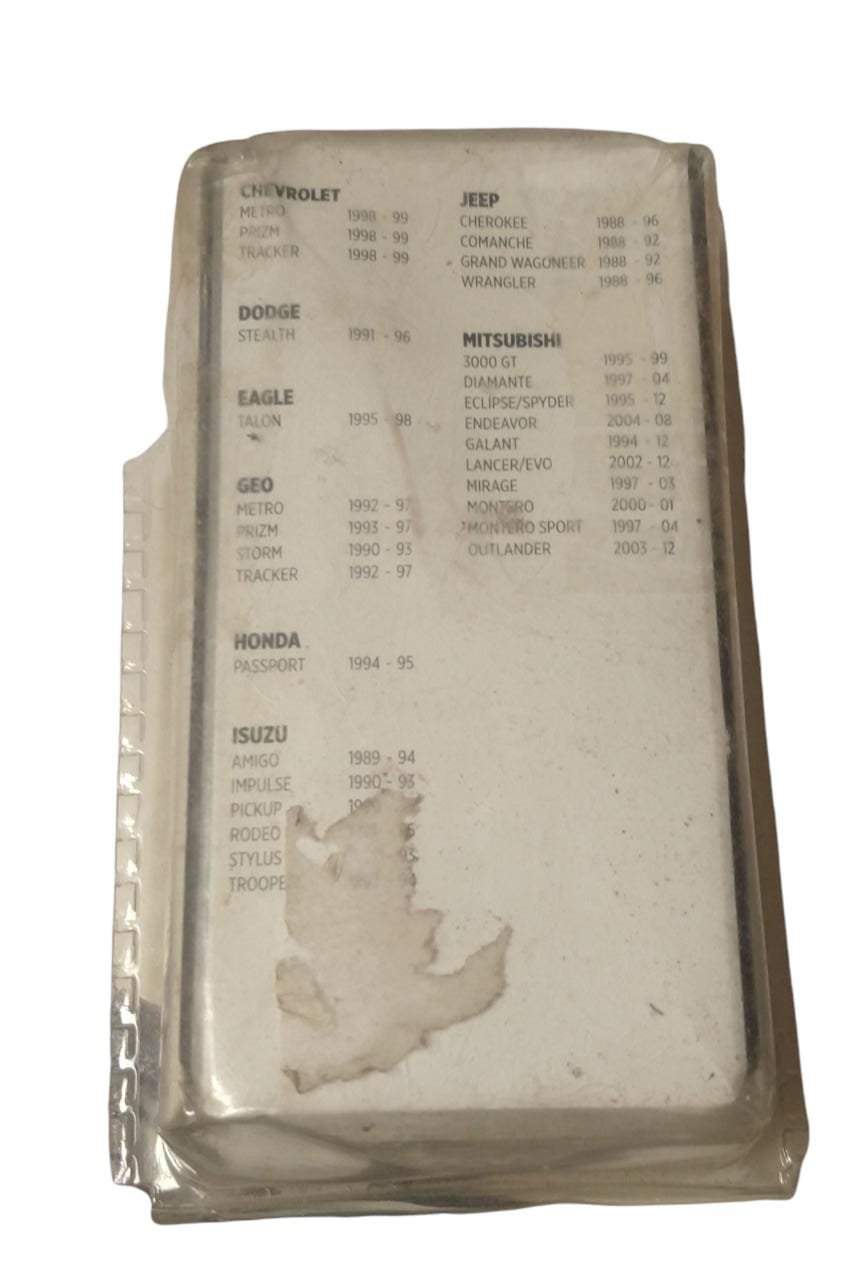 CHEVROLET
METRO 1998 - 99
PRIZM 1998 - 99
TRACKER 1998 - 99
DODGE
STEALTH 1991 - 96
EAGLE
TALON 1995 - 98
GEO
METRO 1992 - 97
PRIZM 1993 - 97
STORM 1990 - 93
TRACKER 1992 - 97
HONDA
PASSPORT 1994 - 95
ISUZU
AMIGO 1989 - 94
IMPULSE 1990 - 93
PICKUP
RODEO
STYLUS
TROOPE
JEEP
CHEROKEE 1988 - 96
COMANCHE 1988 - 92
GRAND WAGONEER 1988 - 92
WRANGLER 1988 - 96
MITSUBISHI
3000 GT 1995 - 99
DIAMANTE 1997 - 04
ECLIPSE/SPYDER 1995 - 12
ENDEAVOR 2004 - 08
GALANT 1994 - 12
LANCER/EVO 2002 - 12
MIRAGE 1997 - 03
MONTERO 2000 - 01
MONTERO SPORT 1997 - 04
OUTLANDER 2003 - 12